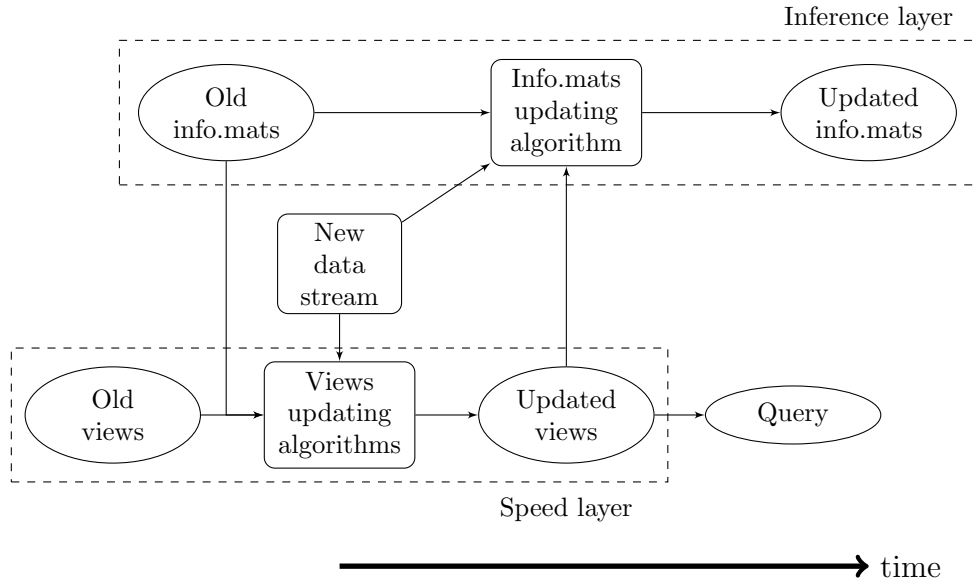 Inference layer
Old
info.mats
Info.mats
updating
algorithm
Updated
info.mats
New
data
stream
Old
views
Views
updating
algorithms
Updated
views
Query
Speed layer
time